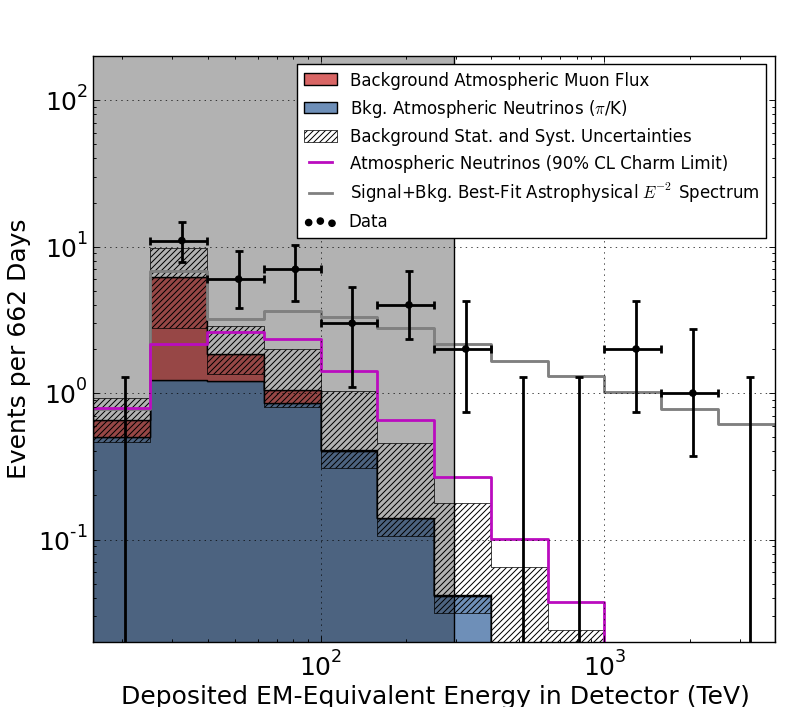 Background Atmospheric Muon Flux
Bkg. Atmospheric Neutrinos (π/K)
Background Stat. and Syst. Uncertainties
Atmospheric Neutrinos (90% CL Charm Limit)
Signal+Bkg. Best-Fit Astrophysical E⁻² Spectrum
Data
Events per 662 Days
10²
10¹
10⁰
10⁻¹
10² 10³
Deposited EM-Equivalent Energy in Detector (TeV)